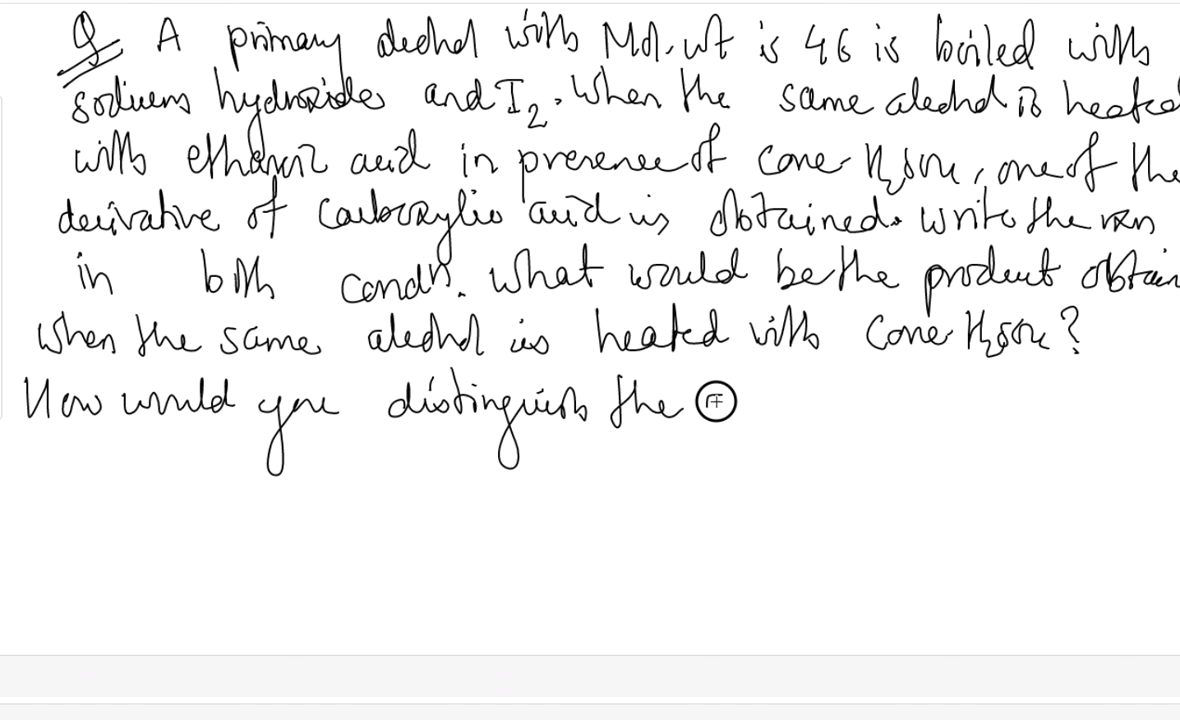 Q A primary alcohol with Mol. wt is 46 is boiled with
sodium hydroxides and I2. When the same alcohol is heated
with ethanoic acid in presence of conc H2SO4, one of the
derivative of carboxylic acid is obtained. Write the rxn
in both condn. What would be the product obtain
when the same alcohol is heated with conc H2SO4?
How would you distinguish the